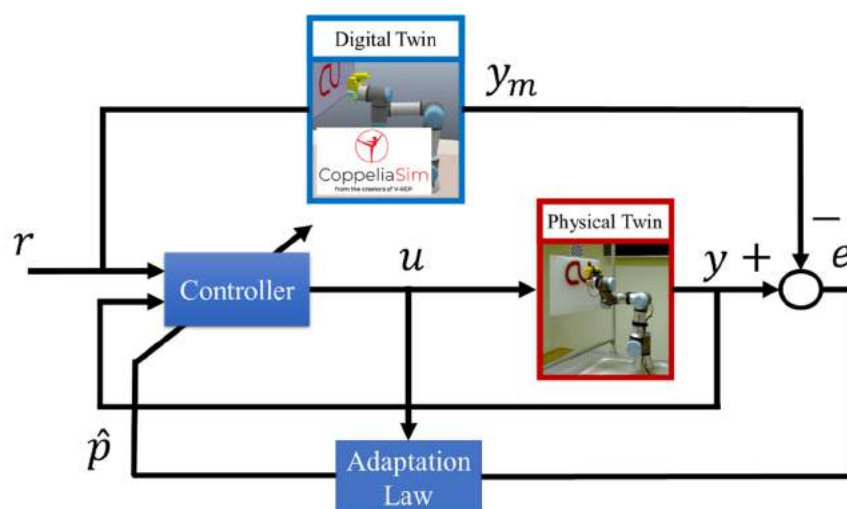 Digital Twin
CoppeliaSim
from the creators of V-REP
y_m
r
Controller
u
Physical Twin
y
+
−
e
p̂
Adaptation
Law